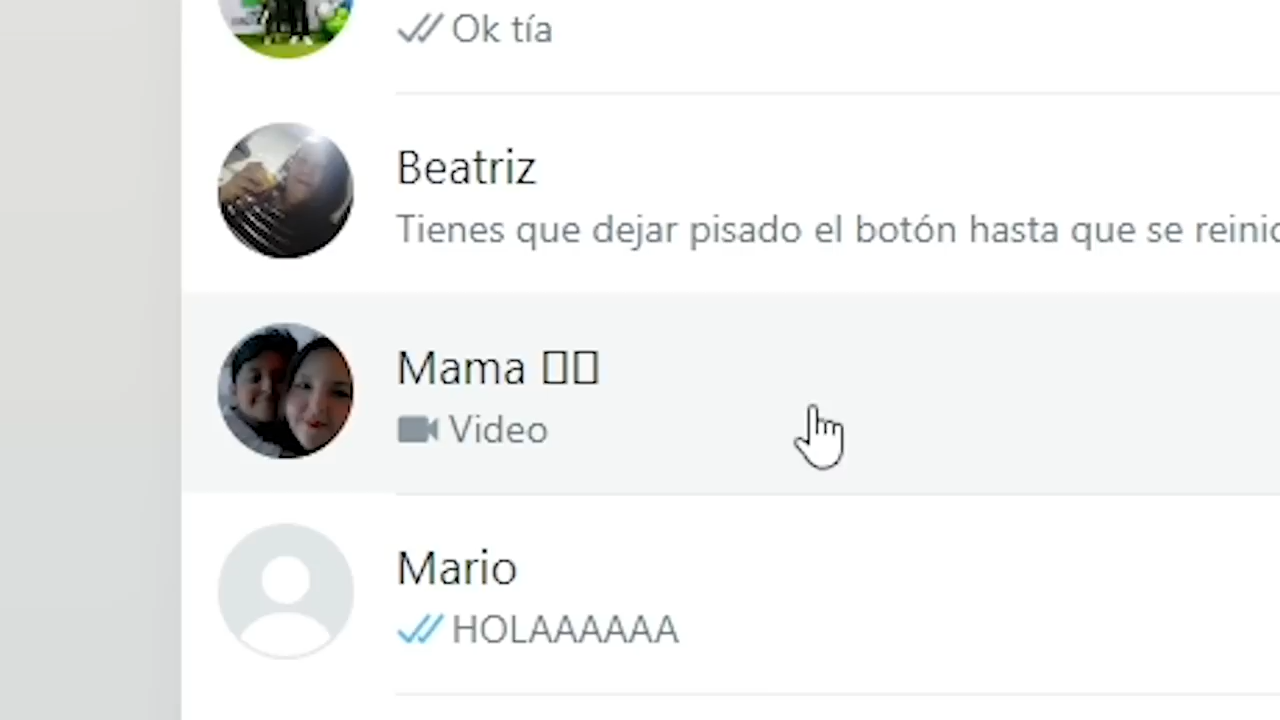 Ok tía
Beatriz
Tienes que dejar pisado el botón hasta que se reinic
Mama
Video
Mario
HOLAAAAAA